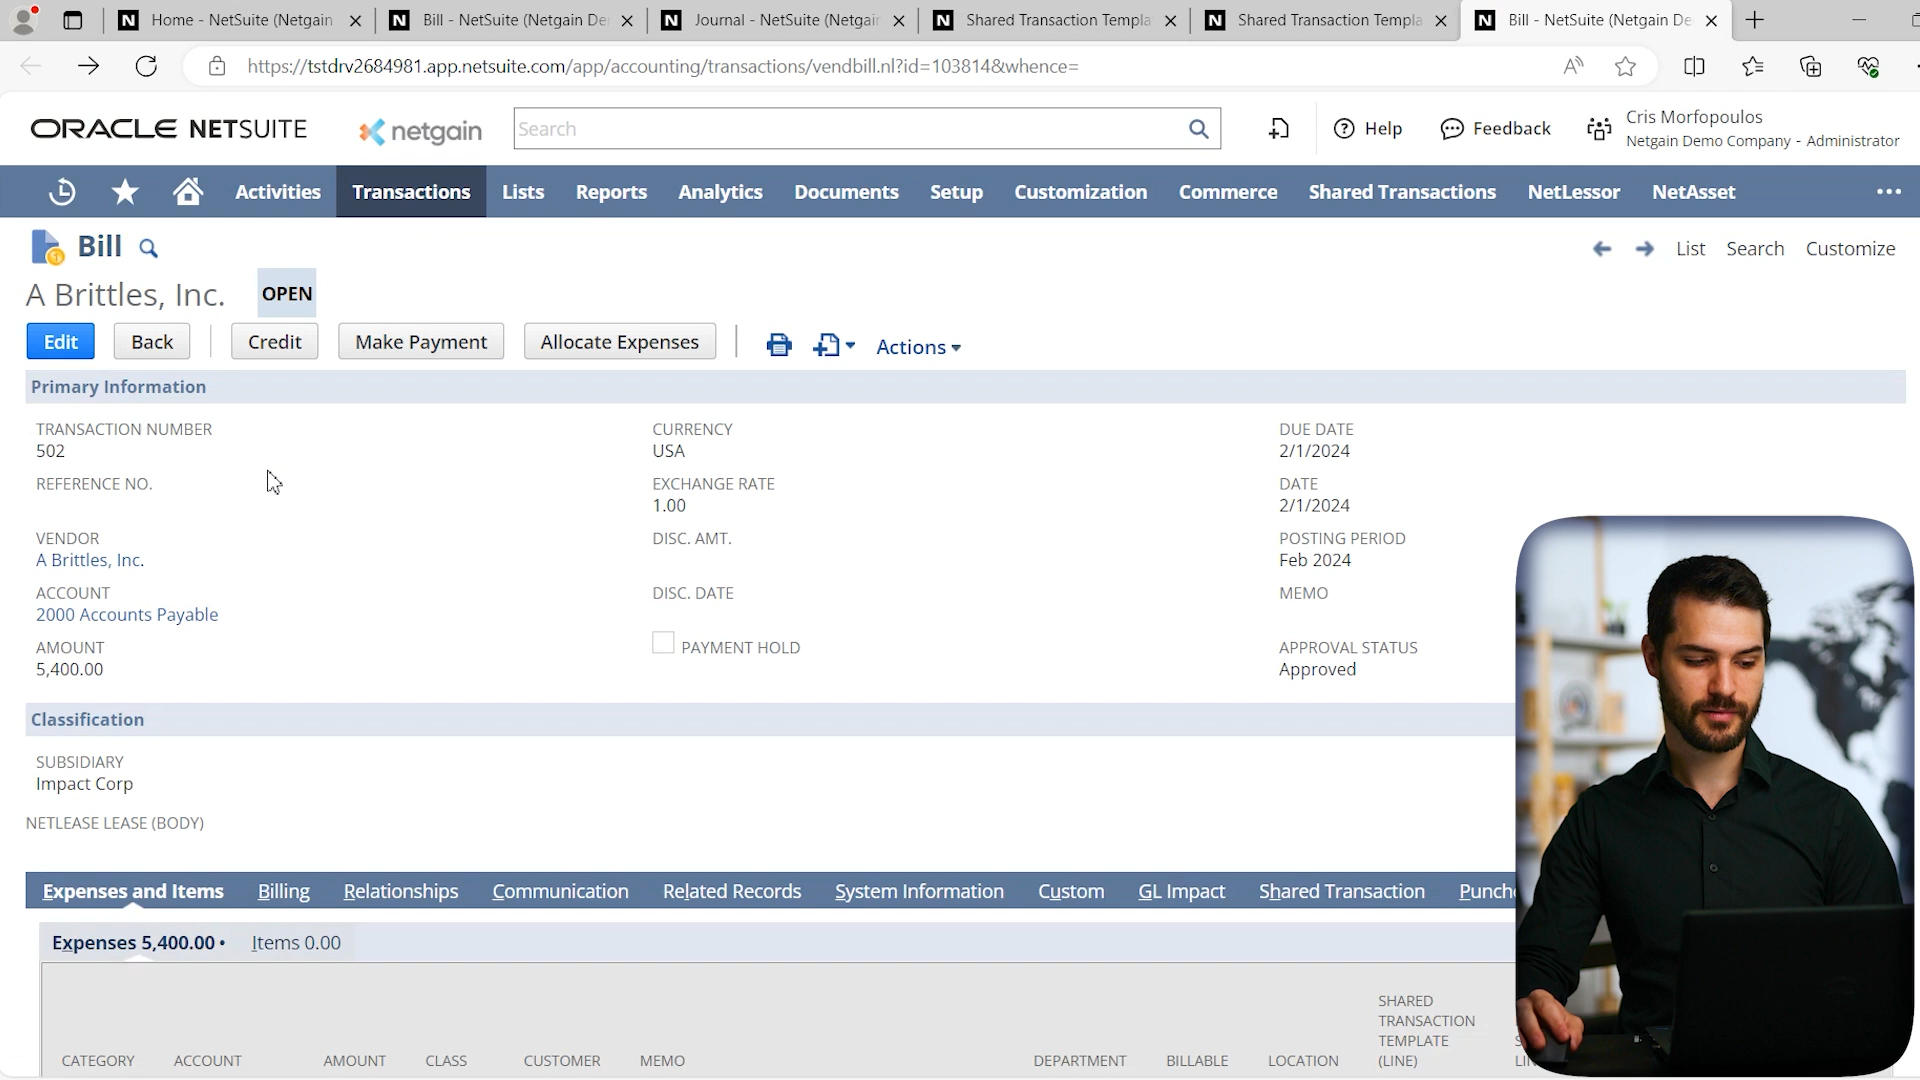 Home - NetSuite (Netgain
Bill - NetSuite (Netgain De
Journal - NetSuite (Netgain
Shared Transaction Templa
Shared Transaction Templa
Bill - NetSuite (Netgain De
https://tstdrv2684981.app.netsuite.com/app/accounting/transactions/vendbill.nl?id=103814&whence=
ORACLE NETSUITE
netgain
Search
Help
Feedback
Cris Morfopoulos
Netgain Demo Company - Administrator
Activities Transactions Lists Reports Analytics Documents Setup Customization Commerce Shared Transactions NetLessor NetAsset
Bill
List Search Customize
A Brittles, Inc. OPEN
Edit Back Credit Make Payment Allocate Expenses Actions
Primary Information
TRANSACTION NUMBER
502
REFERENCE NO.
VENDOR
A Brittles, Inc.
ACCOUNT
2000 Accounts Payable
AMOUNT
5,400.00
CURRENCY
USA
EXCHANGE RATE
1.00
DISC. AMT.
DISC. DATE
PAYMENT HOLD
DUE DATE
2/1/2024
DATE
2/1/2024
POSTING PERIOD
Feb 2024
MEMO
APPROVAL STATUS
Approved
Classification
SUBSIDIARY
Impact Corp
NETLEASE LEASE (BODY)
Expenses and Items Billing Relationships Communication Related Records System Information Custom GL Impact Shared Transaction Puncho
Expenses 5,400.00 • Items 0.00
CATEGORY
ACCOUNT
AMOUNT
CLASS
CUSTOMER
MEMO
DEPARTMENT
BILLABLE
LOCATION
SHARED
TRANSACTION
TEMPLATE
(LINE)